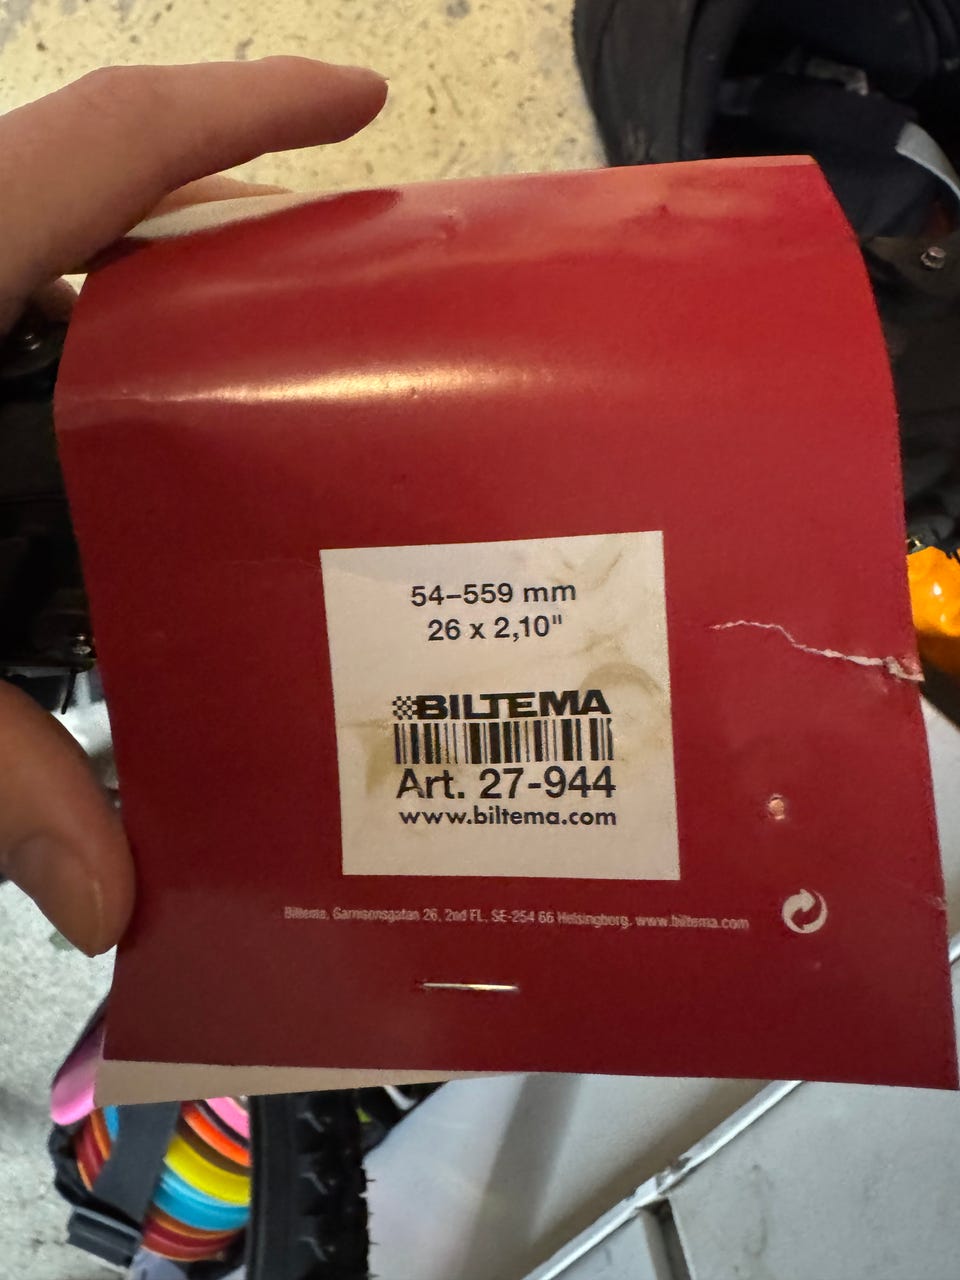 54–559 mm
26 x 2,10"
BILTEMA
Art. 27-944
www.biltema.com
Biltema, Garnisonsgatan 26, 2nd FL, SE-254 66 Helsingborg, www.biltema.com